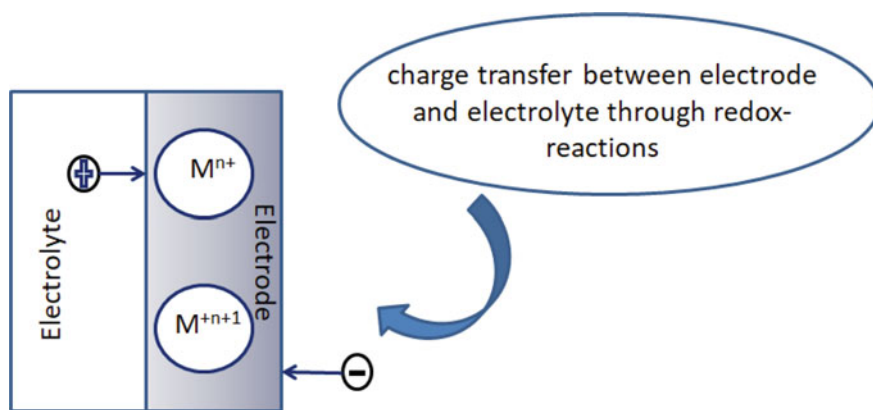 charge transfer between electrode
and electrolyte through redox-
reactions
Electrolyte
Mⁿ⁺
Electrode
M⁺ⁿ⁺¹